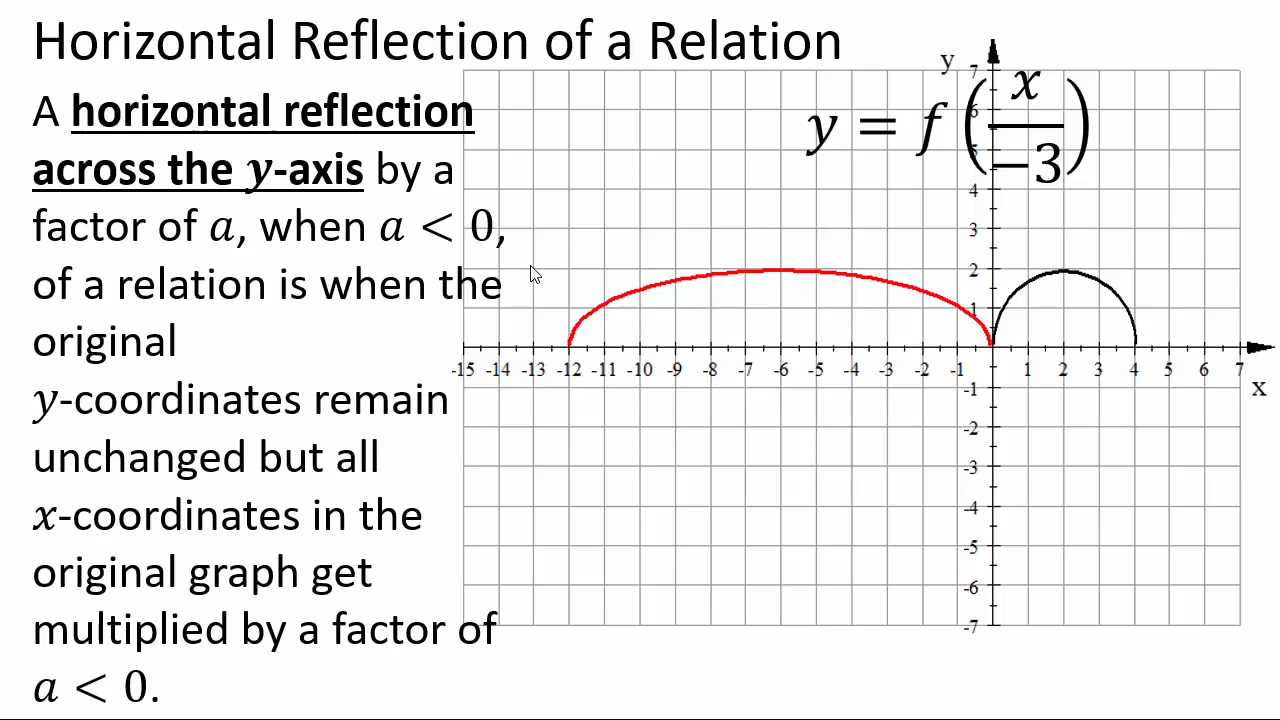 Horizontal Reflection of a Relation
A horizontal reflection
across the y-axis by a
factor of a, when a < 0,
of a relation is when the
original
y-coordinates remain
unchanged but all
x-coordinates in the
original graph get
multiplied by a factor of
a < 0.
y = f(x/−3)
y
7
6
5
4
3
2
1
-15 -14 -13 -12 -11 -10 -9 -8 -7 -6 -5 -4 -3 -2 -1 1 2 3 4 5 6 7
x
-1
-2
-3
-4
-5
-6
-7